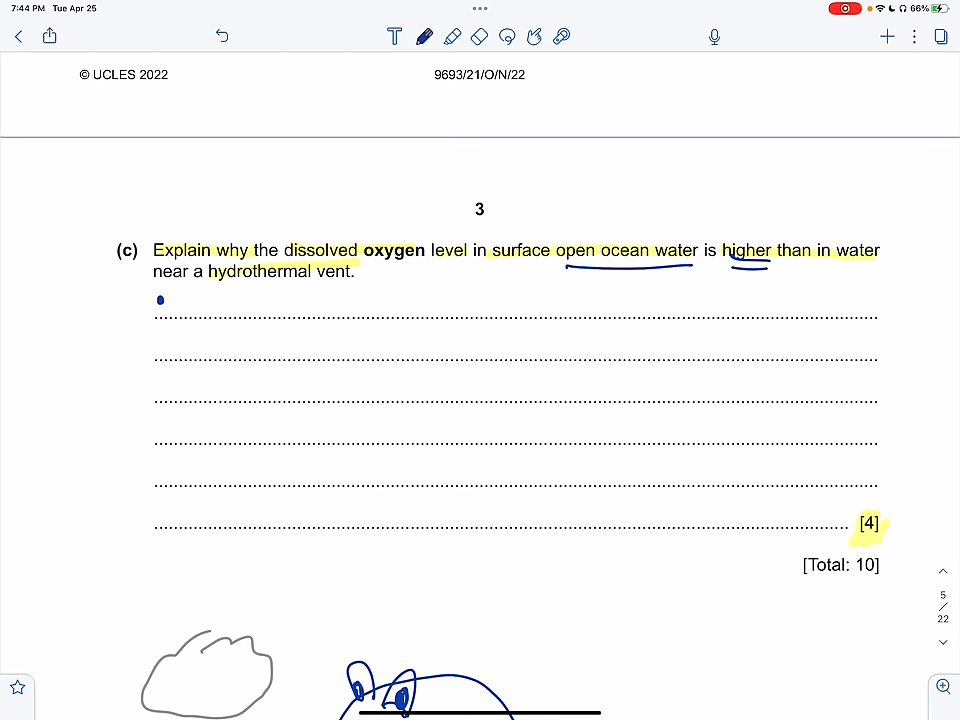 7:44 PM Tue Apr 25
66%
© UCLES 2022
9693/21/O/N/22
3
(c) Explain why the dissolved oxygen level in surface open ocean water is higher than in water
near a hydrothermal vent.
[4]
[Total: 10]
5
/
22